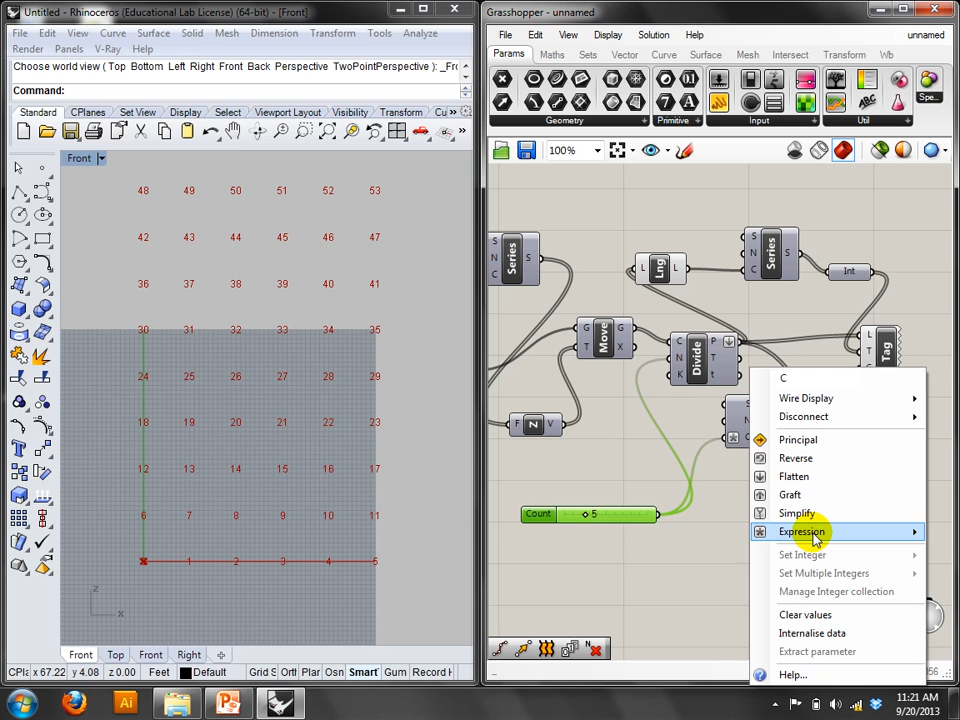 Untitled - Rhinoceros (Educational Lab License) (64-bit) - [Front]
File Edit View Curve Surface Solid Mesh Dimension Transform Tools Analyze
Render Panels V-Ray Help
Choose world view ( Top Bottom Left Right Front Back Perspective TwoPointPerspective ): _Fro
Command:
Standard CPlanes Set View Display Select Viewport Layout Visibility Transform Cu »
Front
48 49 50 51 52 53
42 43 44 45 46 47
36 37 38 39 40 41
30 31 32 33 34 35
24 25 26 27 28 29
18 19 20 21 22 23
12 13 14 15 16 17
6 7 8 9 10 11
1 2 3 4 5
z
x
Front Top Front Right
CPla x 67.22 y 4.08 z 0.00 Feet Default Grid S Orth Plan Osn Smart Gum Record H
Grasshopper - unnamed
File Edit View Display Solution Help unnamed
Params Maths Sets Vector Curve Surface Mesh Intersect Transform Wb
Geometry Primitive Input Util
Spe...
100%
S N C Series S
L Lng L
S N C Series S
Int
G T Move G X
C N K Divide P T t
L T Tag
F Z V
S
Count 5
C
Wire Display
Disconnect
Principal
Reverse
Flatten
Graft
Simplify
Expression
Set Integer
Set Multiple Integers
Manage Integer collection
Clear values
Internalise data
Extract parameter
Help...
11:21 AM
9/20/2013